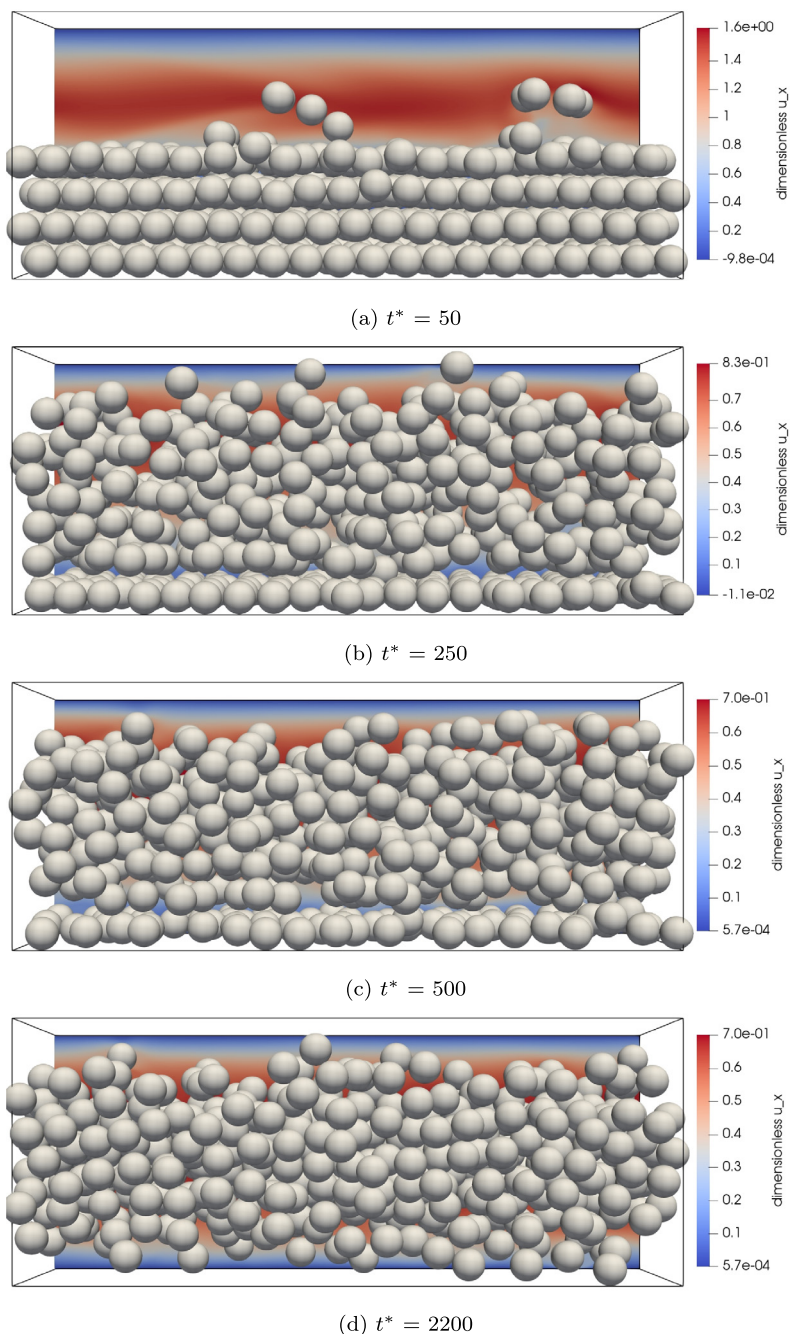 1.6e+00
1.4
1.2
1
0.8
0.6
0.4
0.2
-9.8e-04
dimensionless u_x
(a) t* = 50
8.3e-01
0.7
0.6
0.5
0.4
0.3
0.2
0.1
-1.1e-02
dimensionless u_x
(b) t* = 250
7.0e-01
0.6
0.5
0.4
0.3
0.2
0.1
5.7e-04
dimensionless u_x
(c) t* = 500
7.0e-01
0.6
0.5
0.4
0.3
0.2
0.1
5.7e-04
dimensionless u_x
(d) t* = 2200